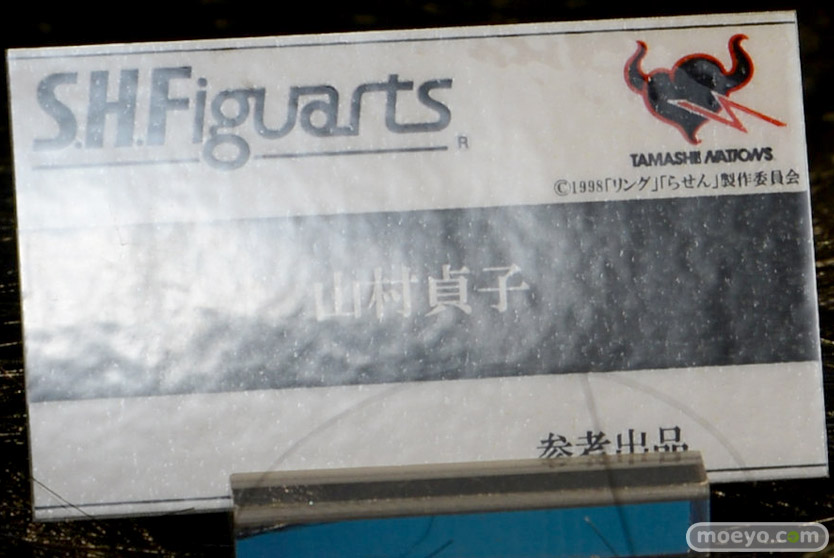 S.H.Figuarts
R
TAMASHII NATIONS
©1998「リング」「らせん」製作委員会
山村貞子
参考出品
moeyo.com